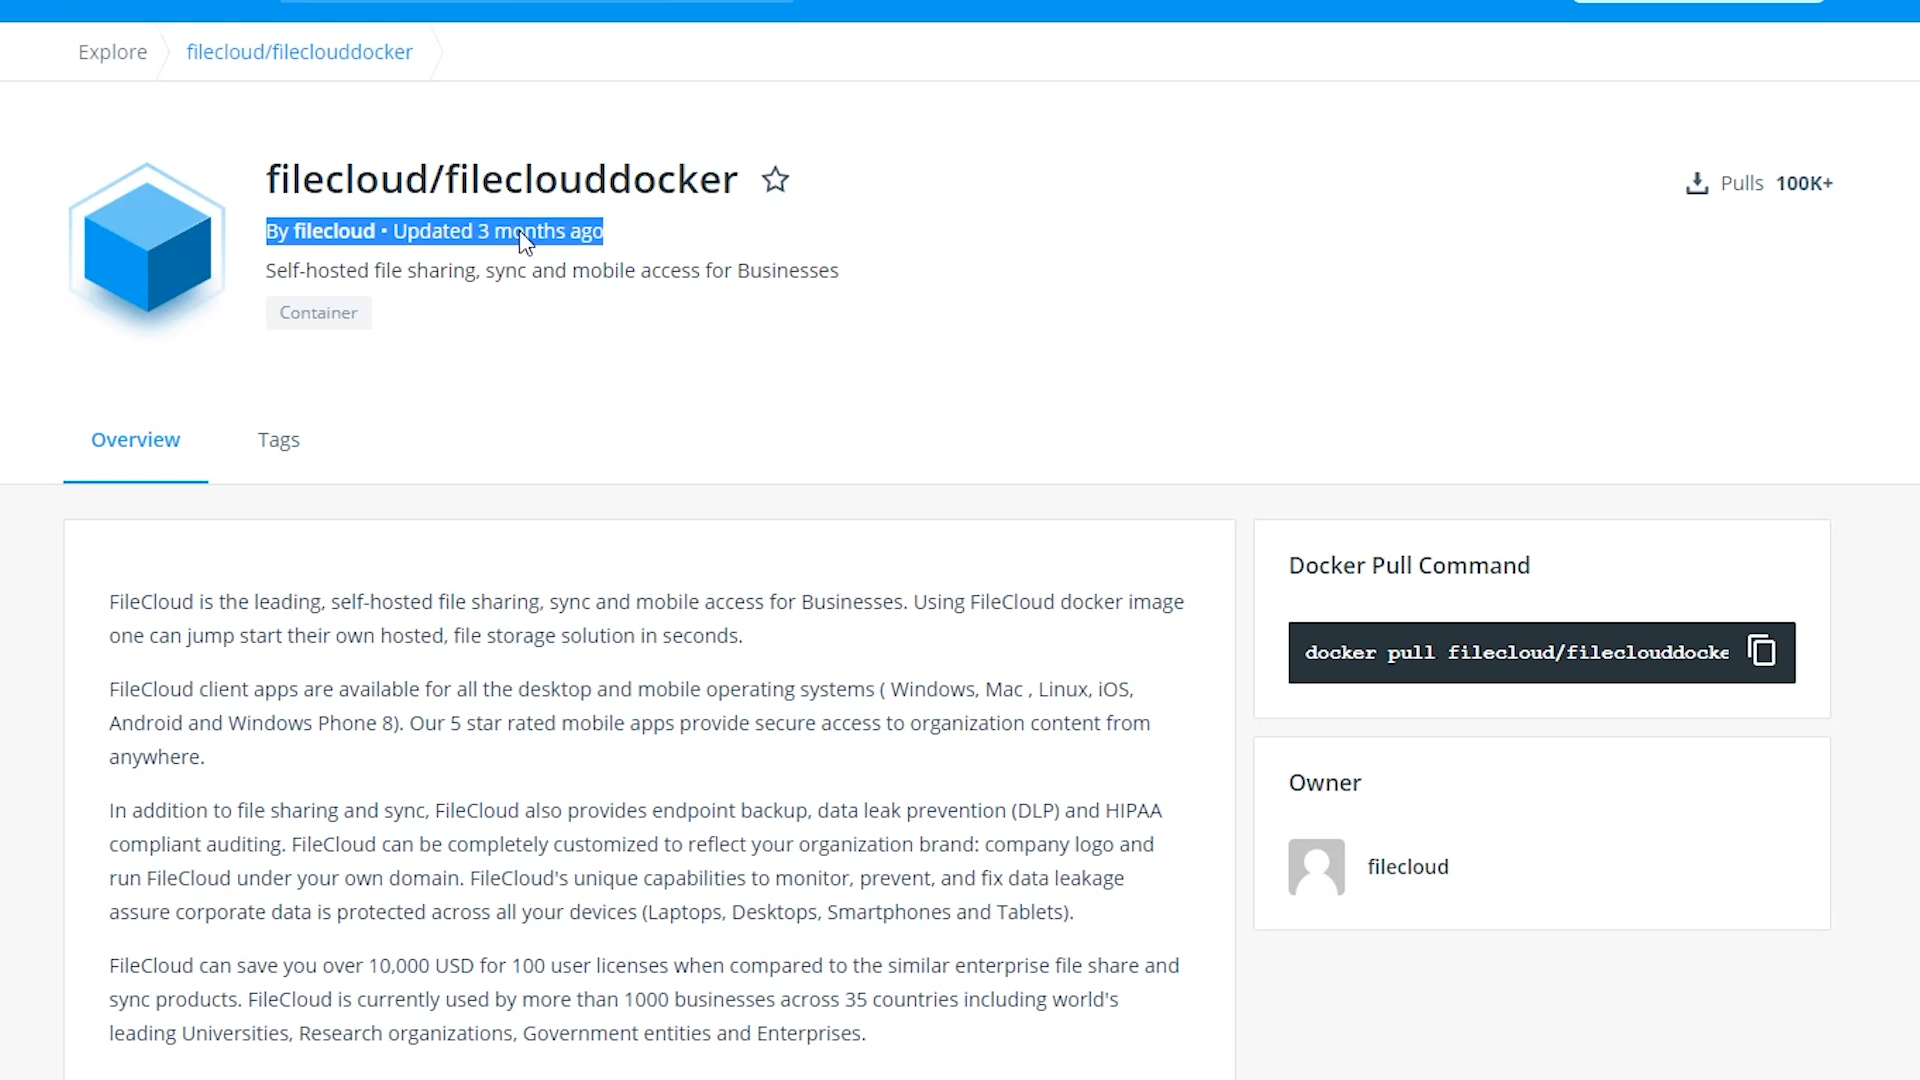 Explore
filecloud/fileclouddocker
filecloud/fileclouddocker
Pulls 100K+
By filecloud • Updated 3 months ago
Self-hosted file sharing, sync and mobile access for Businesses
Container
Overview
Tags
FileCloud is the leading, self-hosted file sharing, sync and mobile access for Businesses. Using FileCloud docker image
one can jump start their own hosted, file storage solution in seconds.
FileCloud client apps are available for all the desktop and mobile operating systems ( Windows, Mac , Linux, iOS,
Android and Windows Phone 8). Our 5 star rated mobile apps provide secure access to organization content from
anywhere.
In addition to file sharing and sync, FileCloud also provides endpoint backup, data leak prevention (DLP) and HIPAA
compliant auditing. FileCloud can be completely customized to reflect your organization brand: company logo and
run FileCloud under your own domain. FileCloud's unique capabilities to monitor, prevent, and fix data leakage
assure corporate data is protected across all your devices (Laptops, Desktops, Smartphones and Tablets).
FileCloud can save you over 10,000 USD for 100 user licenses when compared to the similar enterprise file share and
sync products. FileCloud is currently used by more than 1000 businesses across 35 countries including world's
leading Universities, Research organizations, Government entities and Enterprises.
Docker Pull Command
docker pull filecloud/fileclouddocke
Owner
filecloud